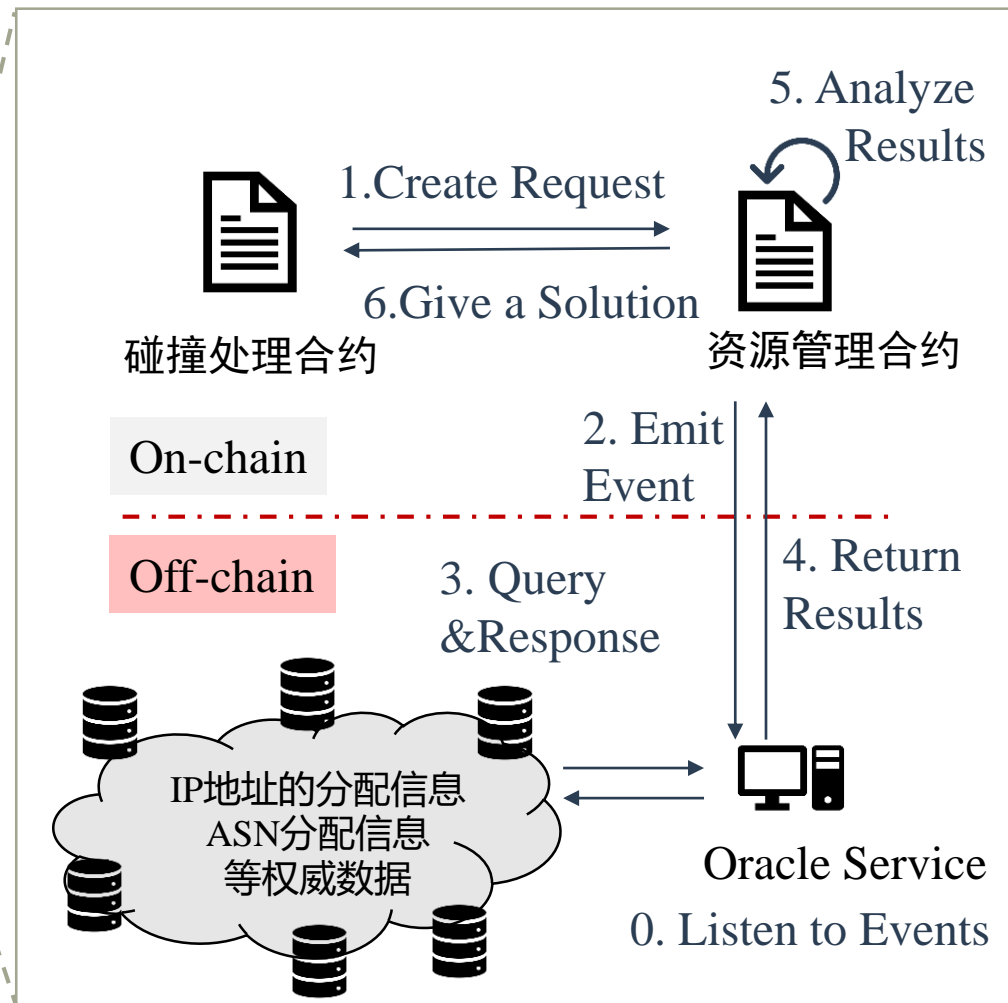 5. Analyze
Results
1.Create Request
6.Give a Solution
碰撞处理合约
资源管理合约
On-chain
2. Emit
Event
Off-chain
3. Query
&Response
4. Return
Results
IP地址的分配信息
ASN分配信息
等权威数据
Oracle Service
0. Listen to Events